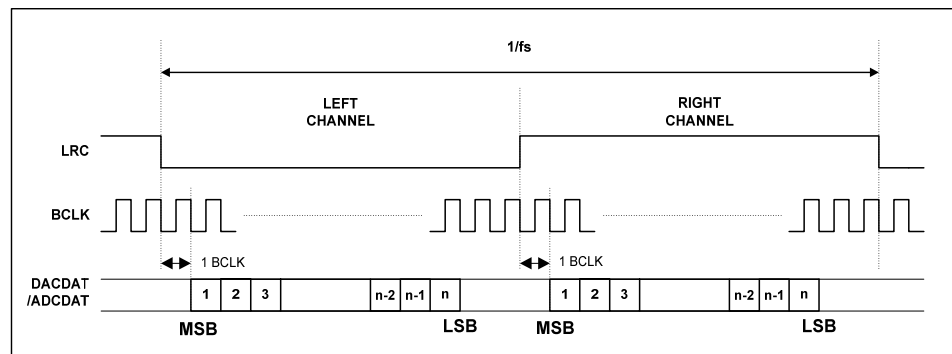 1/fs
LEFT
CHANNEL
RIGHT
CHANNEL
LRC
BCLK
1 BCLK
1 BCLK
DACDAT
/ADCDAT
1 2 3 n-2 n-1 n 1 2 3 n-2 n-1 n
MSB LSB MSB LSB